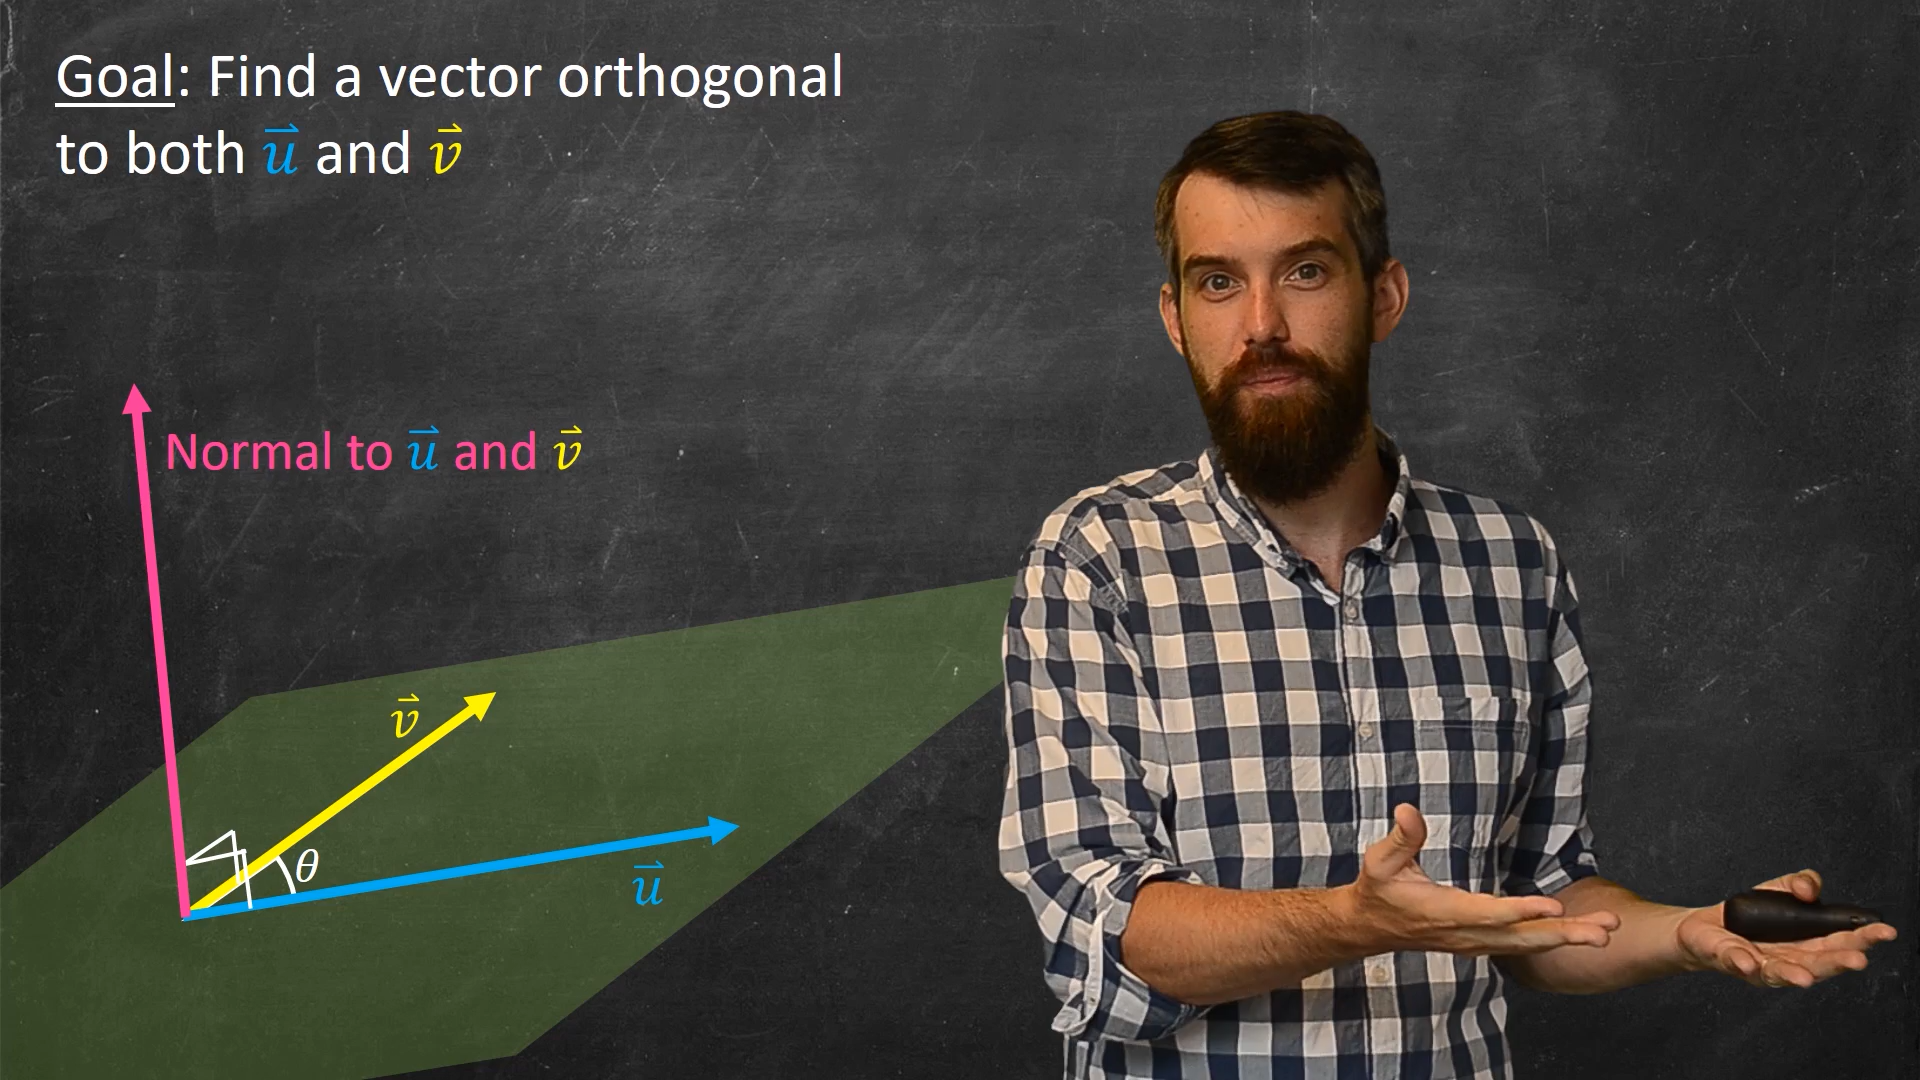 Goal: Find a vector orthogonal
to both u⃗ and v⃗
Normal to u⃗ and v⃗
v⃗
θ
u⃗